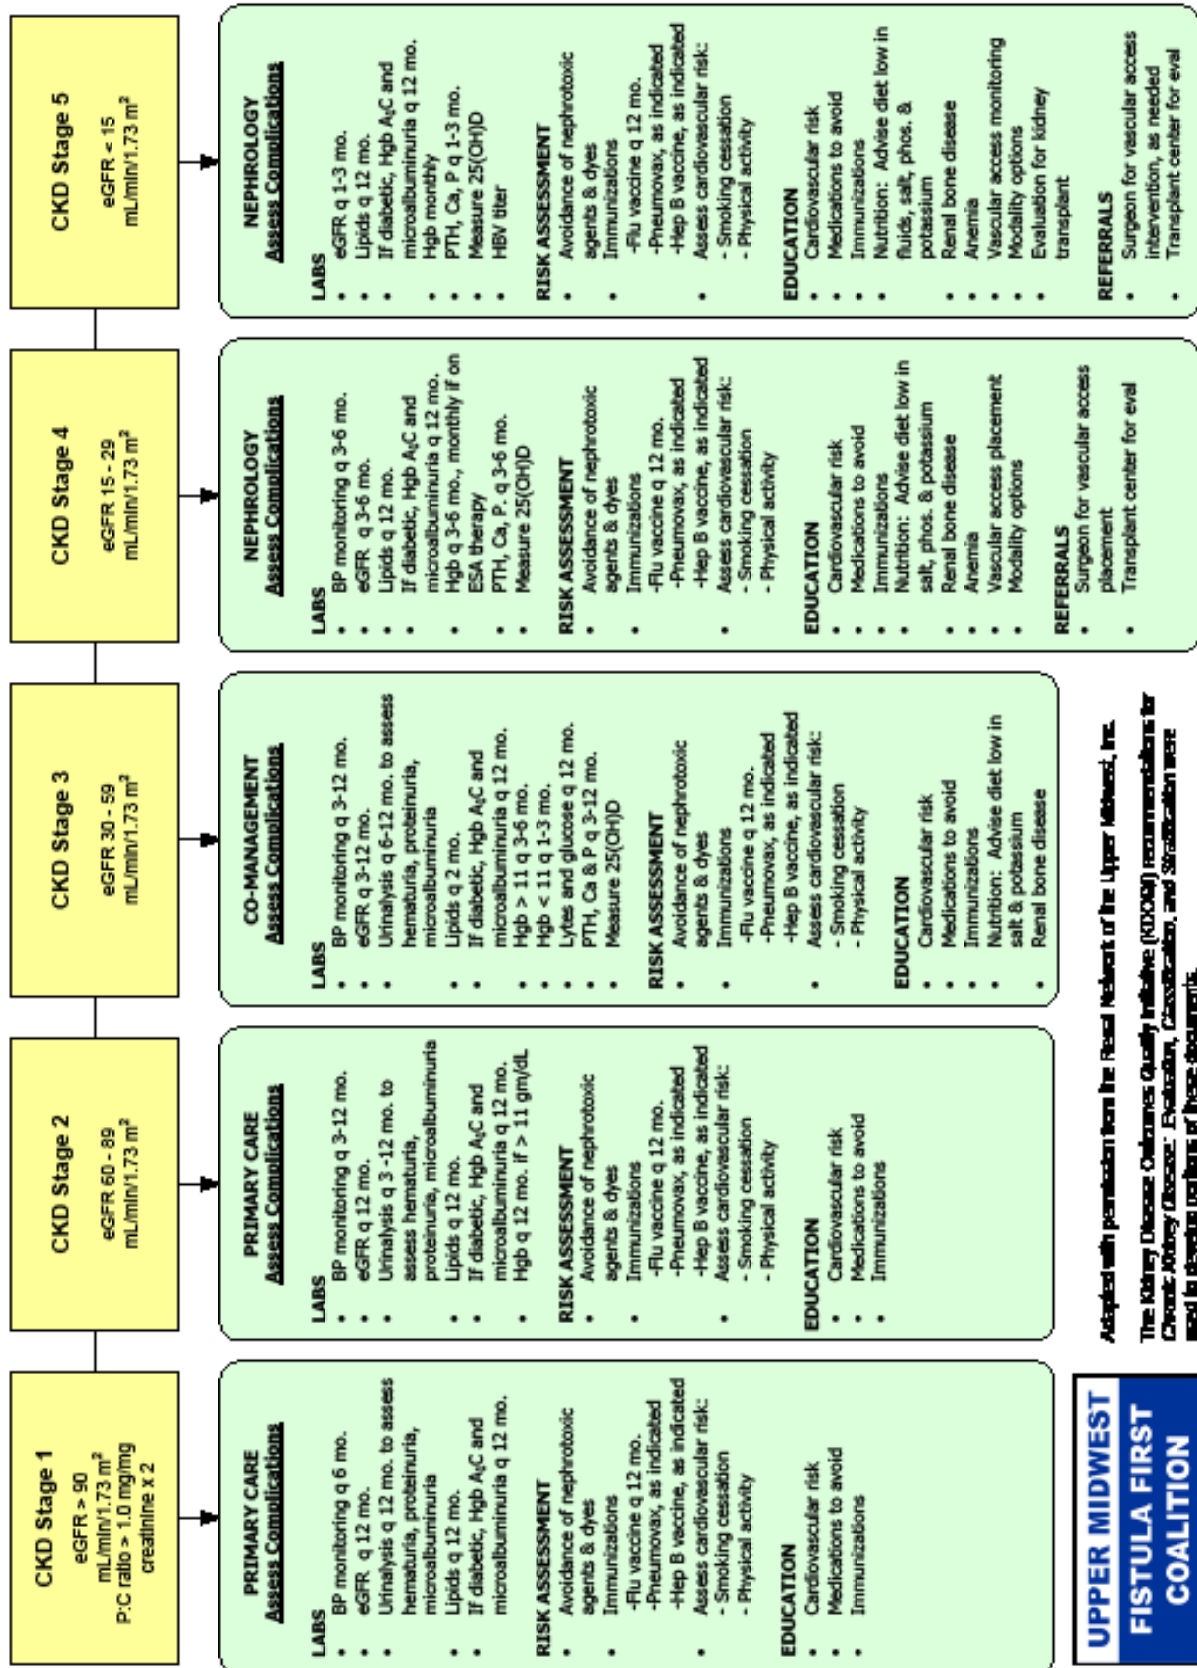 CKD Stage 1
eGFR > 90
mL/min/1.73 m²
P:C ratio > 1.0 mg/mg
creatinine x 2
CKD Stage 2
eGFR 60 - 89
mL/min/1.73 m²
CKD Stage 3
eGFR 30 - 59
mL/min/1.73 m²
CKD Stage 4
eGFR 15 - 29
mL/min/1.73 m²
CKD Stage 5
eGFR < 15
mL/min/1.73 m²
PRIMARY CARE
Assess Complications
LABS
• BP monitoring q 6 mo.
• eGFR q 12 mo.
• Urinalysis q 12 mo. to assess
hematuria, proteinuria,
microalbuminuria
• Lipids q 12 mo.
• If diabetic, Hgb A₁C and
microalbuminuria q 12 mo.
RISK ASSESSMENT
• Avoidance of nephrotoxic
agents & dyes
• Immunizations
-Flu vaccine q 12 mo.
-Pneumovax, as indicated
-Hep B vaccine, as indicated
• Assess cardiovascular risk:
- Smoking cessation
- Physical activity
EDUCATION
• Cardiovascular risk
• Medications to avoid
• Immunizations
PRIMARY CARE
Assess Complications
LABS
• BP monitoring q 3-12 mo.
• eGFR q 12 mo.
• Urinalysis q 3 -12 mo. to
assess hematuria,
proteinuria, microalbuminuria
• Lipids q 12 mo.
• If diabetic, Hgb A₁C and
microalbuminuria q 12 mo.
• Hgb q 12 mo. if > 11 gm/dL
RISK ASSESSMENT
• Avoidance of nephrotoxic
agents & dyes
• Immunizations
-Flu vaccine q 12 mo.
-Pneumovax, as indicated
-Hep B vaccine, as indicated
• Assess cardiovascular risk:
- Smoking cessation
- Physical activity
EDUCATION
• Cardiovascular risk
• Medications to avoid
• Immunizations
CO-MANAGEMENT
Assess Complications
LABS
• BP monitoring q 3-12 mo.
• eGFR q 3-12 mo.
• Urinalysis q 6-12 mo. to assess
hematuria, proteinuria,
microalbuminuria
• Lipids q 2 mo.
• If diabetic, Hgb A₁C and
microalbuminuria q 12 mo.
• Hgb > 11 q 3-6 mo.
• Hgb < 11 q 1-3 mo.
• Lytes and glucose q 12 mo.
• PTH, Ca & P q 3-12 mo.
• Measure 25(OH)D
RISK ASSESSMENT
• Avoidance of nephrotoxic
agents & dyes
• Immunizations
-Flu vaccine q 12 mo.
-Pneumovax, as indicated
-Hep B vaccine, as indicated
• Assess cardiovascular risk:
- Smoking cessation
- Physical activity
EDUCATION
• Cardiovascular risk
• Medications to avoid
• Immunizations
• Nutrition: Advise diet low in
salt & potassium
• Renal bone disease
NEPHROLOGY
Assess Complications
LABS
• BP monitoring q 3-6 mo.
• eGFR q 3-6 mo.
• Lipids q 12 mo.
• If diabetic, Hgb A₁C and
microalbuminuria q 12 mo.
• Hgb q 3-6 mo., monthly if on
ESA therapy
• PTH, Ca, P. q 3-6 mo.
• Measure 25(OH)D
RISK ASSESSMENT
• Avoidance of nephrotoxic
agents & dyes
• Immunizations
-Flu vaccine q 12 mo.
-Pneumovax, as indicated
-Hep B vaccine, as indicated
• Assess cardiovascular risk:
- Smoking cessation
- Physical activity
EDUCATION
• Cardiovascular risk
• Medications to avoid
• Immunizations
• Nutrition: Advise diet low in
salt, phos. & potassium
• Renal bone disease
• Anemia
• Vascular access placement
• Modality options
REFERRALS
• Surgeon for vascular access
placement
• Transplant center for eval
NEPHROLOGY
Assess Complications
LABS
• eGFR q 1-3 mo.
• Lipids q 12 mo.
• If diabetic, Hgb A₁C and
microalbuminuria q 12 mo.
• Hgb monthly
• PTH, Ca, P q 1-3 mo.
• Measure 25(OH)D
• HBV titer
RISK ASSESSMENT
• Avoidance of nephrotoxic
agents & dyes
• Immunizations
-Flu vaccine q 12 mo.
-Pneumovax, as indicated
-Hep B vaccine, as indicated
• Assess cardiovascular risk:
- Smoking cessation
- Physical activity
EDUCATION
• Cardiovascular risk
• Medications to avoid
• Immunizations
• Nutrition: Advise diet low in
fluids, salt, phos. &
potassium
• Renal bone disease
• Anemia
• Vascular access monitoring
• Modality options
• Evaluation for kidney
transplant
REFERRALS
• Surgeon for vascular access
intervention, as needed
• Transplant center for eval
UPPER MIDWEST
FISTULA FIRST
COALITION
Adapted with permission from the Renal Network of the Upper Midwest, Inc.
The Kidney Disease Outcomes Quality Initiative (KDOQI) recommendations for
Chronic Kidney Disease: Evaluation, Classification, and Stratification were
used to develop portions of these documents.